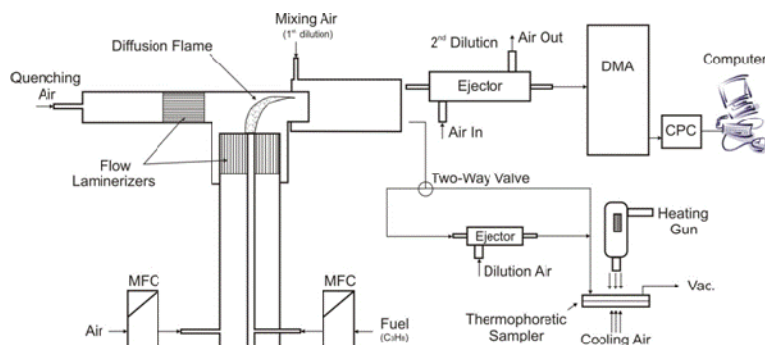 Mixing Air
(1st dilution)
Diffusion Flame
2nd Dilution
Air Out
Quenching
Air
Ejector
DMA
Computer
Air In
CPC
Flow
Laminerizers
Two-Way Valve
Heating
Gun
Ejector
Dilution Air
MFC
MFC
Vac.
Air
Fuel
(C3H8)
Thermophoretic
Sampler
Cooling Air